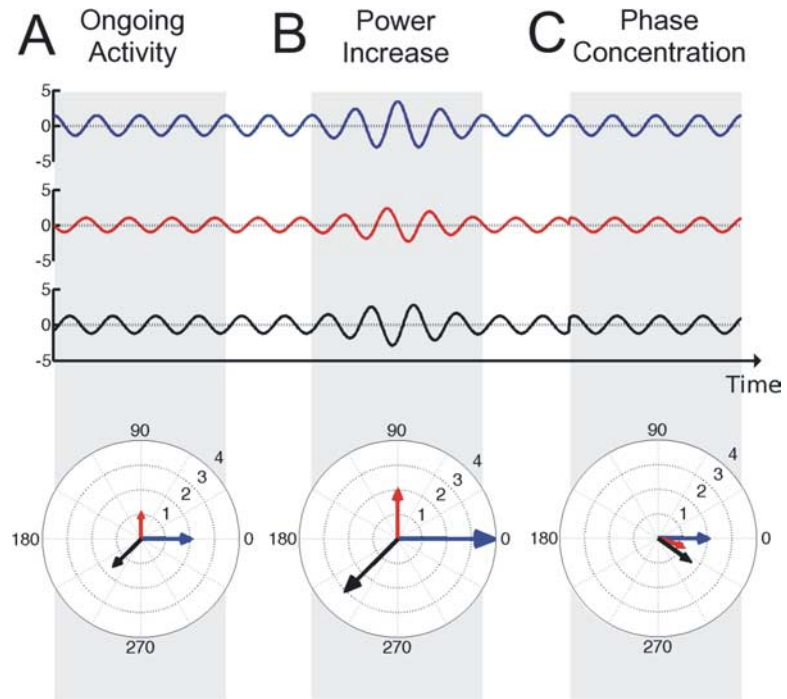 A Ongoing Activity
B Power Increase
C Phase Concentration
5
0
-5
5
0
-5
5
0
-5
Time
90 90 90
4 4 4
3 3 3
2 2 2
1 1 1
180 0 180 0 180 0
270 270 270